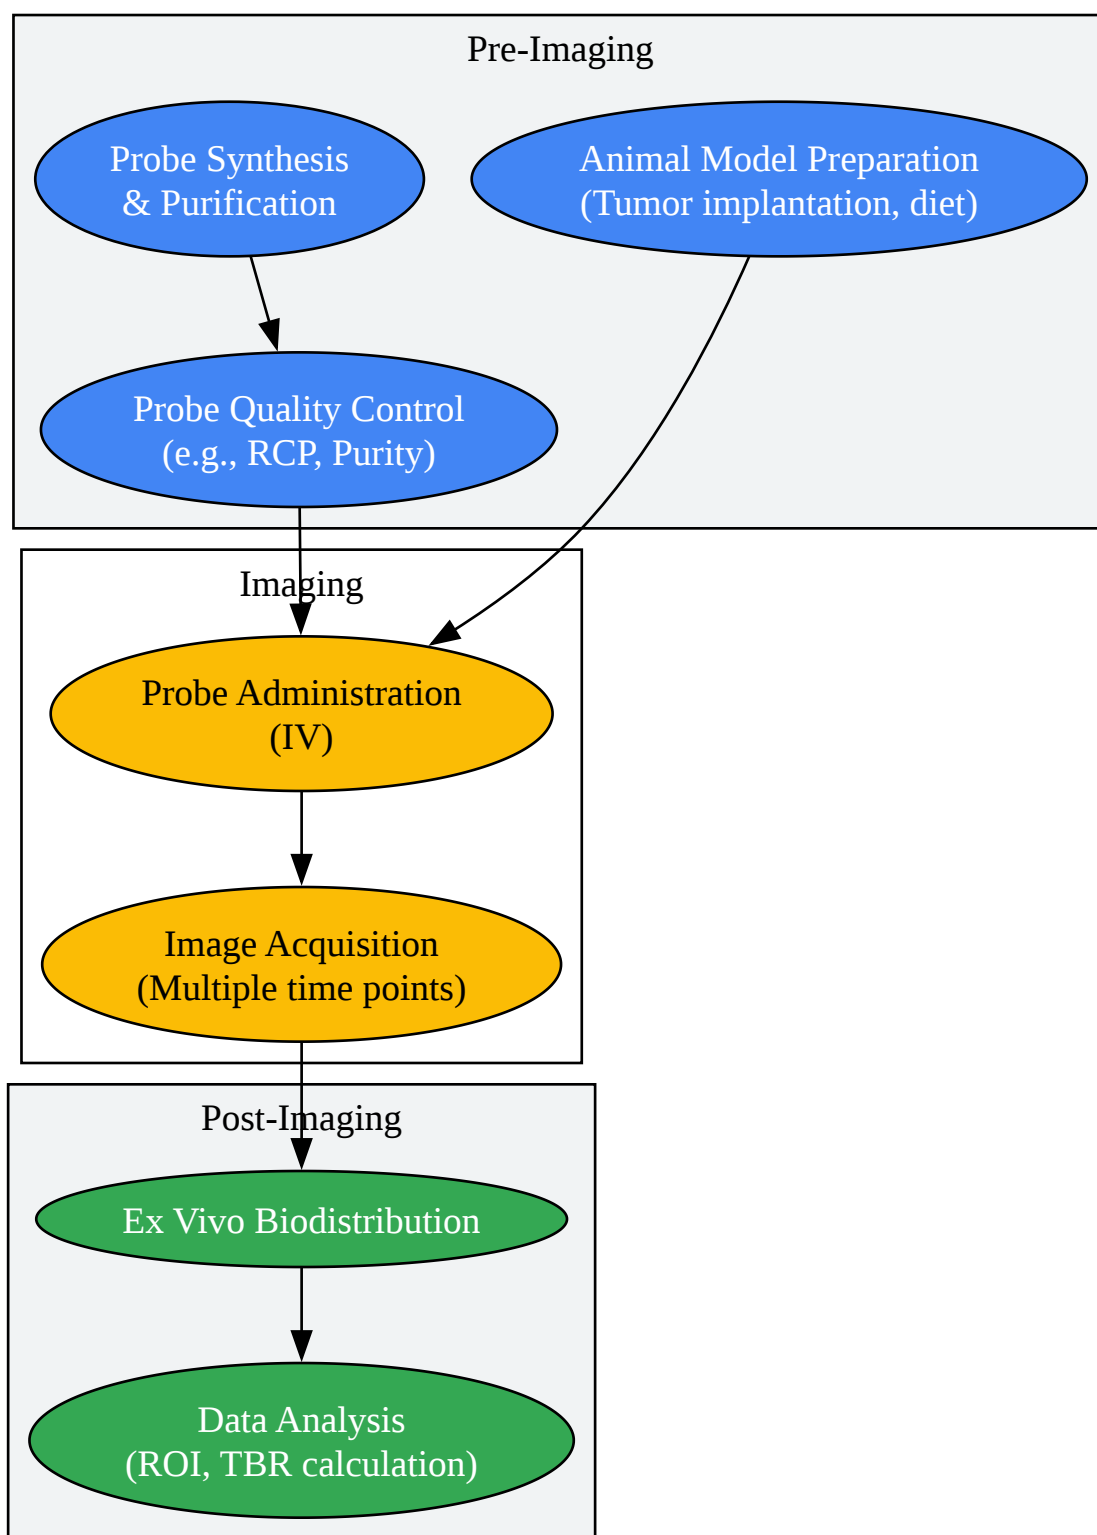 Pre-Imaging
Probe Synthesis
& Purification
Animal Model Preparation
(Tumor implantation, diet)
Probe Quality Control
(e.g., RCP, Purity)
Imaging
Probe Administration
(IV)
Image Acquisition
(Multiple time points)
Post-Imaging
Ex Vivo Biodistribution
Data Analysis
(ROI, TBR calculation)